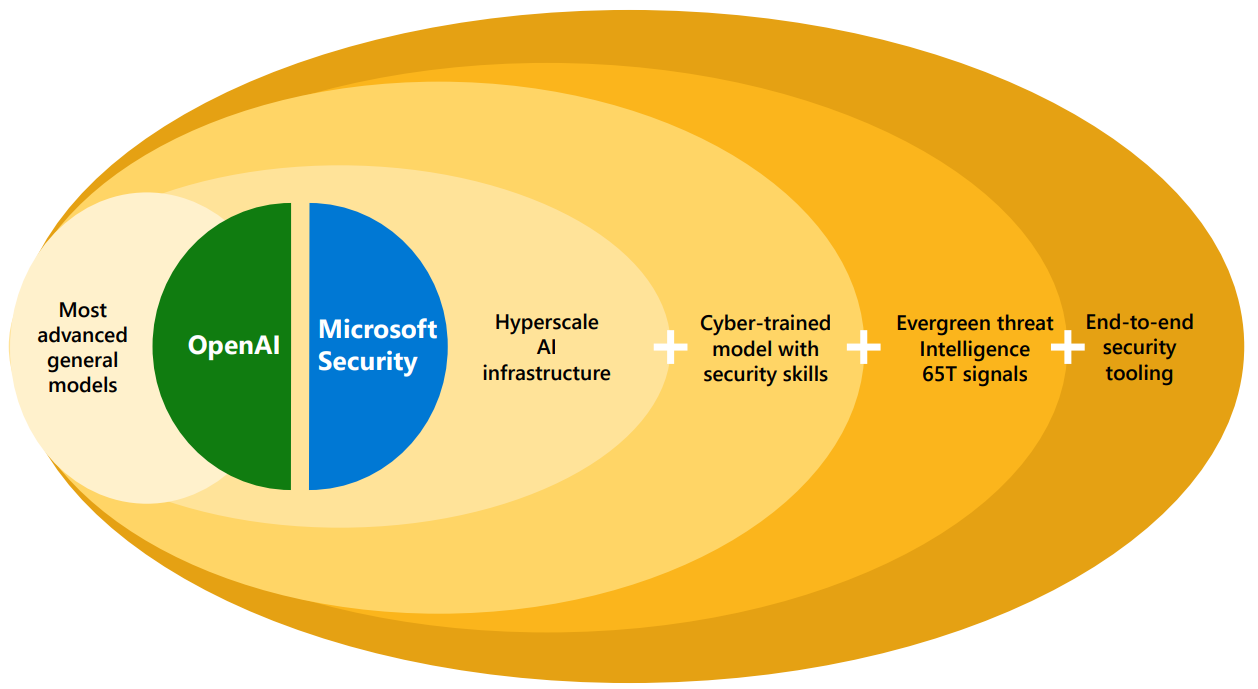 Most
advanced
general
models
OpenAI
Microsoft
Security
Hyperscale
AI
infrastructure
+
Cyber-trained
model with
security skills
+
Evergreen threat
Intelligence
65T signals
+
End-to-end
security
tooling